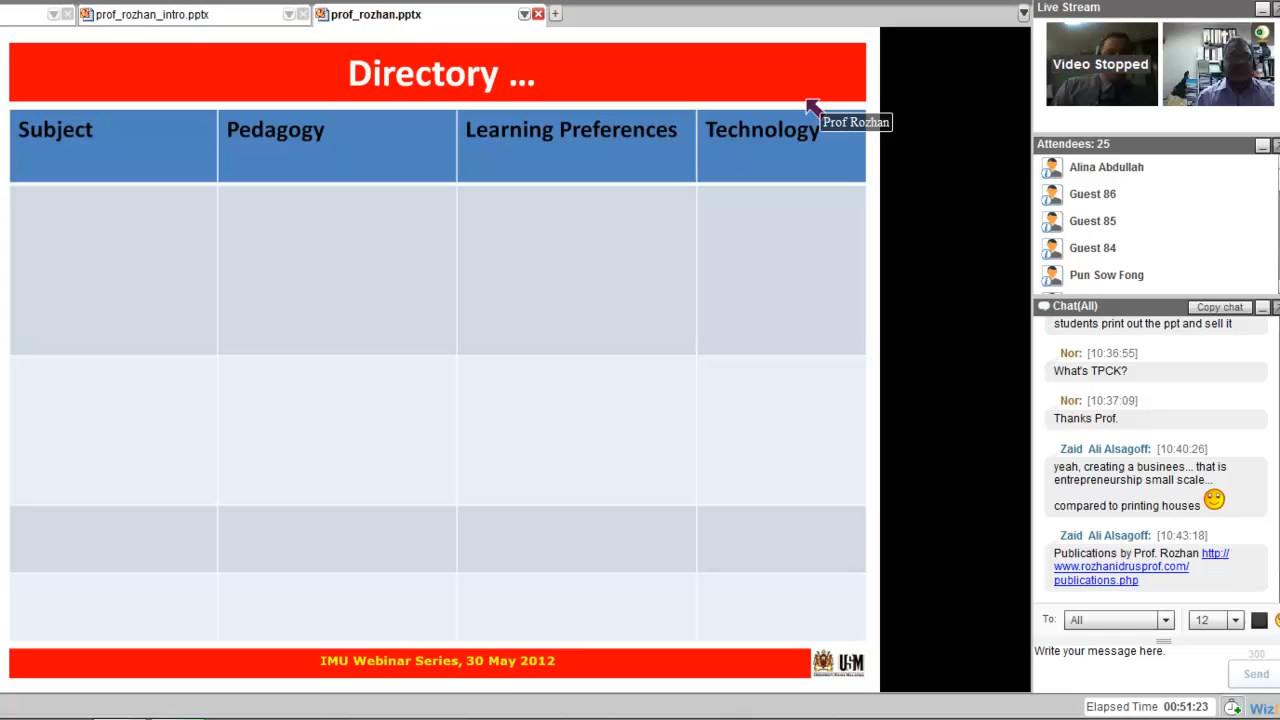 prof_rozhan_intro.pptx
prof_rozhan.pptx
Directory ...
Subject
Pedagogy
Learning Preferences
Technology
Prof Rozhan
IMU Webinar Series, 30 May 2012
USM
Live Stream
Video Stopped
Attendees: 25
Alina Abdullah
Guest 86
Guest 85
Guest 84
Pun Sow Fong
Chat(All)
Copy chat
students print out the ppt and sell it
Nor: [10:36:55]
What's TPCK?
Nor: [10:37:09]
Thanks Prof.
Zaid Ali Alsagoff: [10:40:26]
yeah, creating a businees... that is
entrepreneurship small scale...
compared to printing houses
Zaid Ali Alsagoff: [10:43:18]
Publications by Prof. Rozhan http://
www.rozhanidrusprof.com/
publications.php
To: All 12
Write your message here.
300
Send
Elapsed Time 00:51:23
Wiz